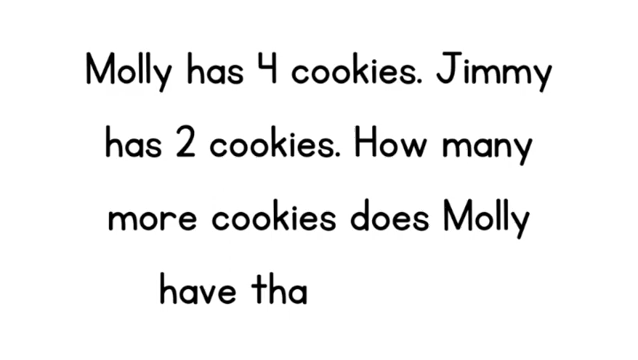 Molly has 4 cookies. Jimmy
has 2 cookies. How many
more cookies does Molly
have tha